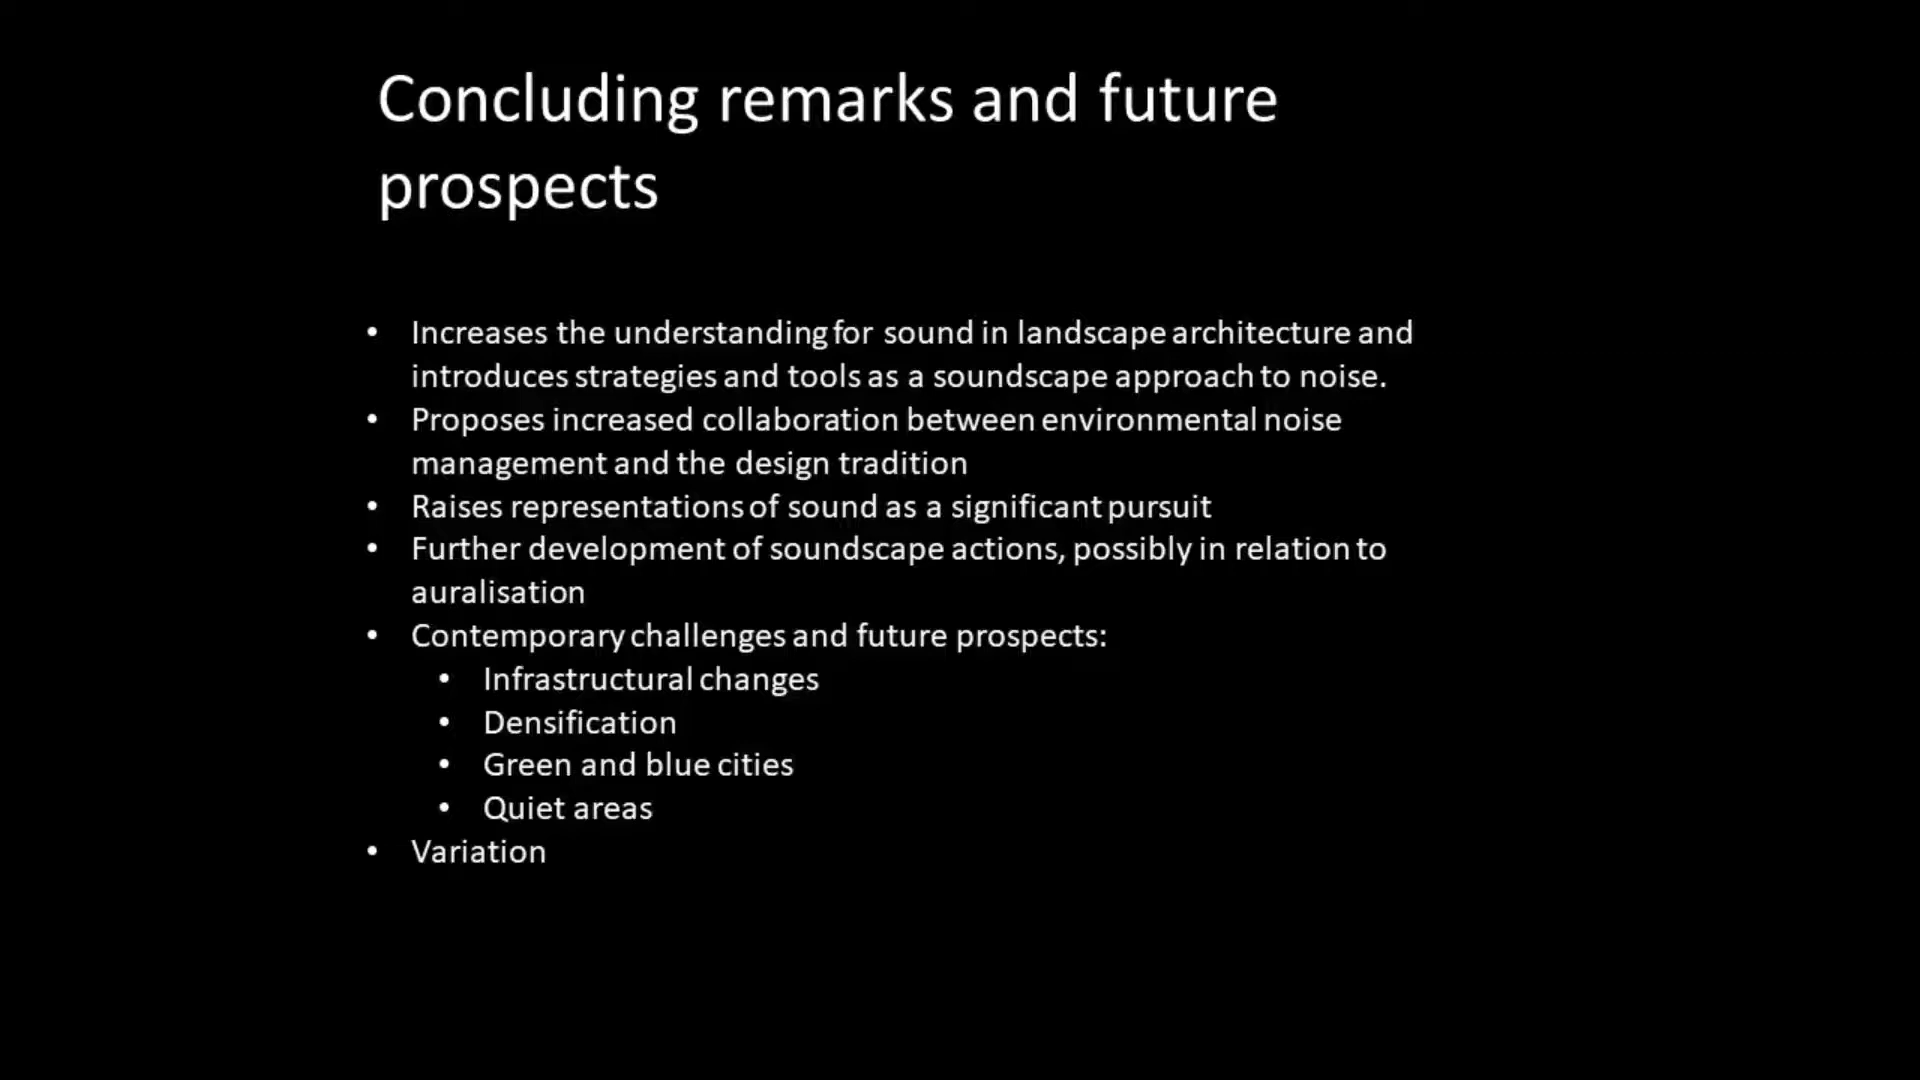 Concluding remarks and future
prospects
• Increases the understanding for sound in landscape architecture and
introduces strategies and tools as a soundscape approach to noise.
• Proposes increased collaboration between environmental noise
management and the design tradition
• Raises representations of sound as a significant pursuit
• Further development of soundscape actions, possibly in relation to
auralisation
• Contemporary challenges and future prospects:
• Infrastructural changes
• Densification
• Green and blue cities
• Quiet areas
• Variation